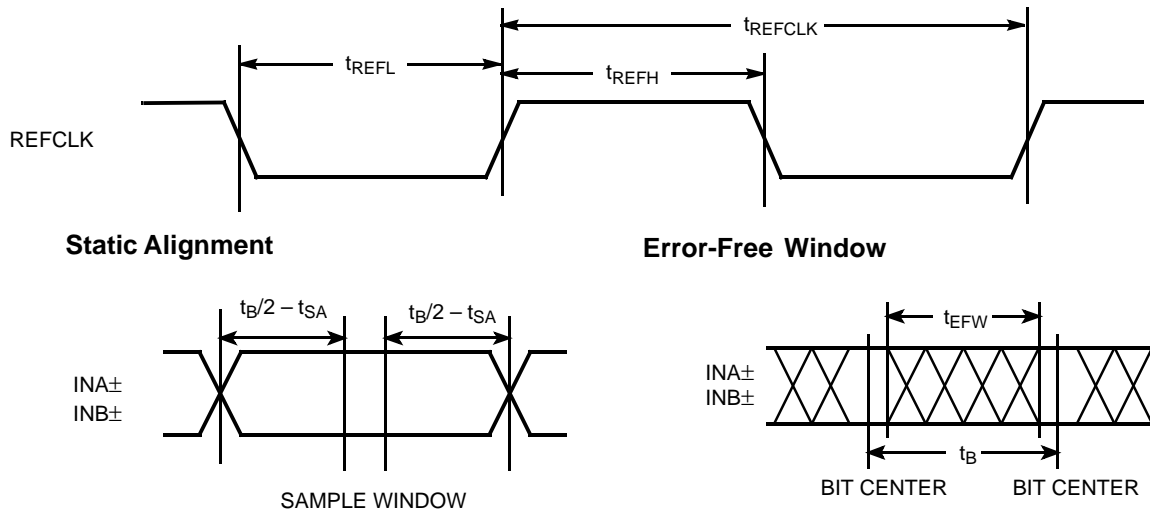 tREFCLK
tREFL
tREFH
REFCLK
Static Alignment
Error-Free Window
tB/2 – tSA
tB/2 – tSA
tEFW
INA±
INB±
INA±
INB±
tB
SAMPLE WINDOW
BIT CENTER
BIT CENTER